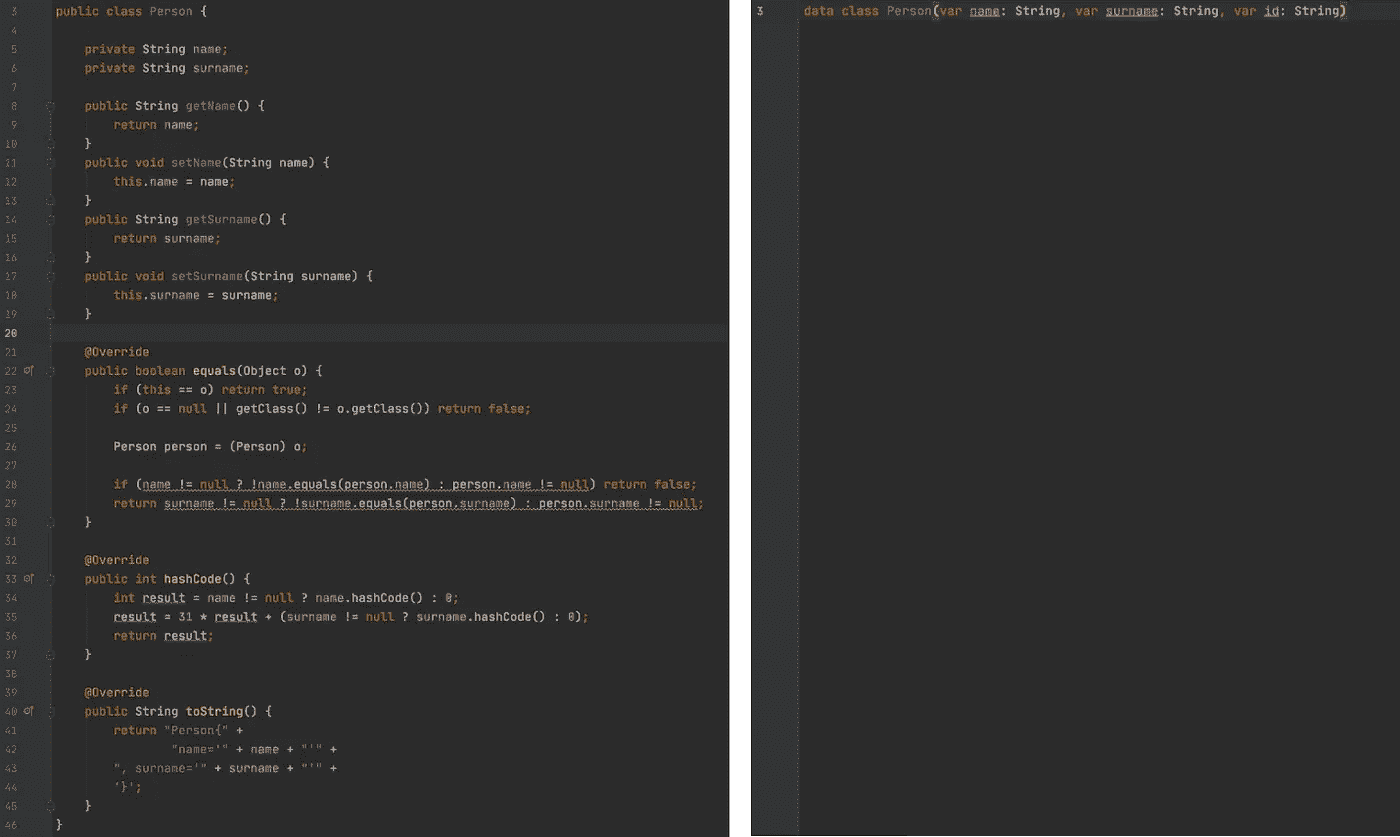 3 public class Person {
4
5 private String name;
6 private String surname;
7
8 public String getName() {
9 return name;
10 }
11 public void setName(String name) {
12 this.name = name;
13 }
14 public String getSurname() {
15 return surname;
16 }
17 public void setSurname(String surname) {
18 this.surname = surname;
19 }
20
21 @Override
22 public boolean equals(Object o) {
23 if (this == o) return true;
24 if (o == null || getClass() != o.getClass()) return false;
25
26 Person person = (Person) o;
27
28 if (name != null ? !name.equals(person.name) : person.name != null) return false;
29 return surname != null ? !surname.equals(person.surname) : person.surname != null;
30 }
31
32 @Override
33 public int hashCode() {
34 int result = name != null ? name.hashCode() : 0;
35 result = 31 * result + (surname != null ? surname.hashCode() : 0);
36 return result;
37 }
38
39 @Override
40 public String toString() {
41 return "Person{" +
42 "name='" + name + "'" +
43 ", surname='" + surname + "'" +
44 '}';
45 }
46 }
3 data class Person(var name: String, var surname: String, var id: String)